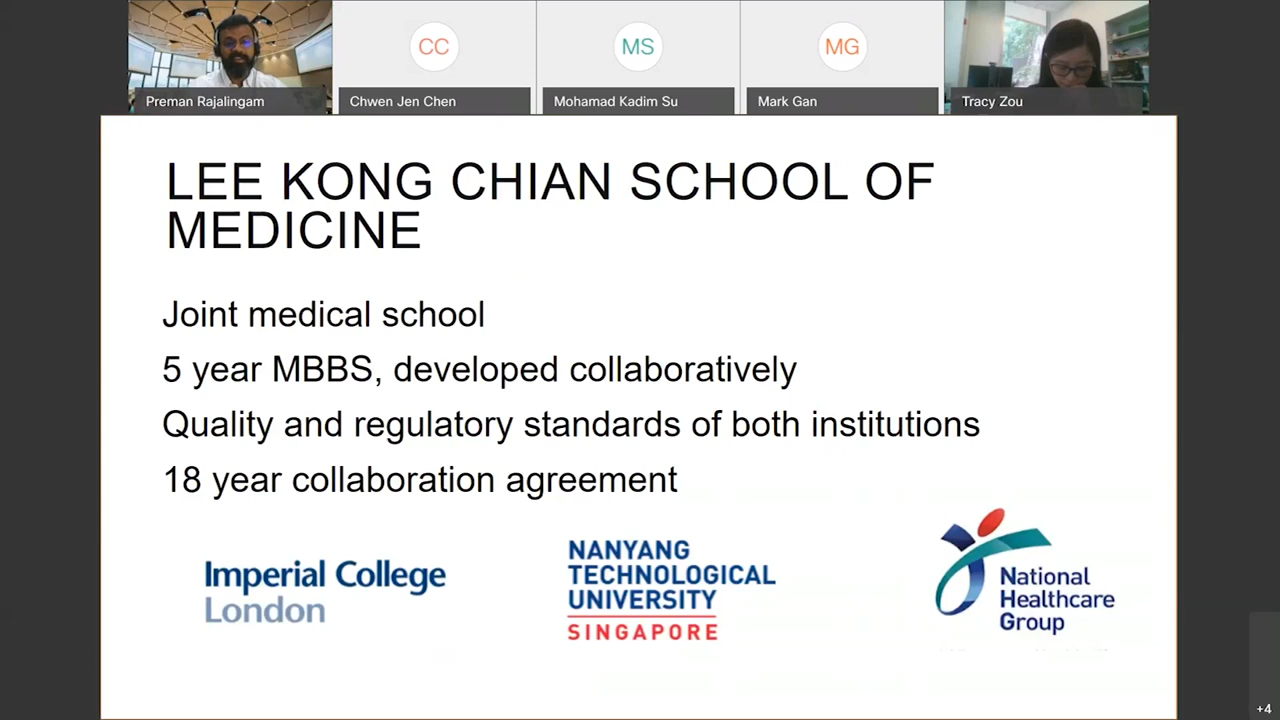 CC
MS
MG
Preman Rajalingam
Chwen Jen Chen
Mohamad Kadim Su
Mark Gan
Tracy Zou
LEE KONG CHIAN SCHOOL OF
MEDICINE
Joint medical school
5 year MBBS, developed collaboratively
Quality and regulatory standards of both institutions
18 year collaboration agreement
Imperial College
London
NANYANG
TECHNOLOGICAL
UNIVERSITY
SINGAPORE
National
Healthcare
Group
+4